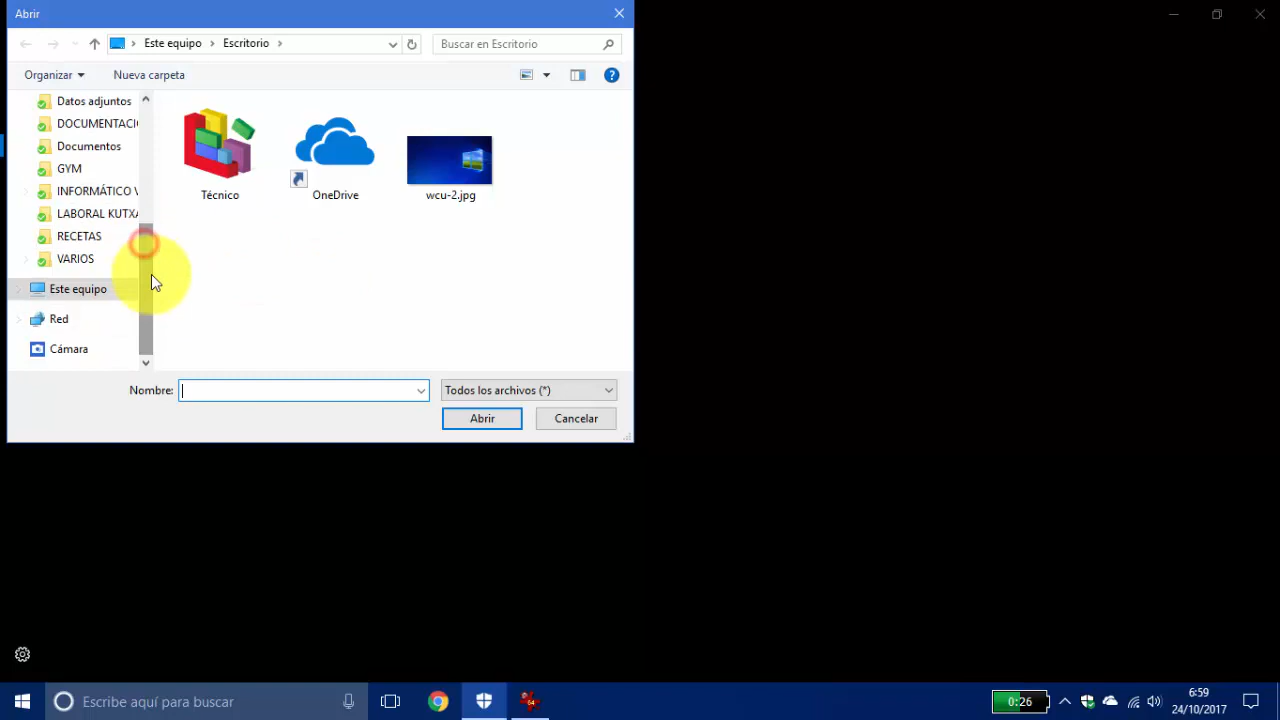 Abrir
Este equipo
Escritorio
Buscar en Escritorio
Organizar
Nueva carpeta
Datos adjuntos
DOCUMENTACI
Documentos
GYM
INFORMÁTICO V
LABORAL KUTXA
RECETAS
VARIOS
Este equipo
Red
Cámara
Técnico
OneDrive
wcu-2.jpg
Nombre:
Todos los archivos (*)
Abrir
Cancelar
Escribe aquí para buscar
64
0:26
6:59
24/10/2017